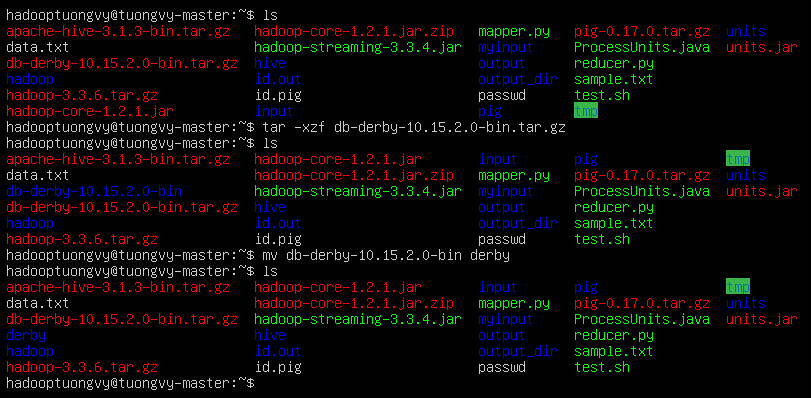 hadooptuongvy@tuongvy-master:~$ ls
apache-hive-3.1.3-bin.tar.gz hadoop-core-1.2.1.jar.zip mapper.py pig-0.17.0.tar.gz units
data.txt hadoop-streaming-3.3.4.jar myinput ProcessUnits.java units.jar
db-derby-10.15.2.0-bin.tar.gz hive output reducer.py
hadoop id.out output_dir sample.txt
hadoop-3.3.6.tar.gz id.pig passwd test.sh
hadoop-core-1.2.1.jar input pig tmp
hadooptuongvy@tuongvy-master:~$ tar -xzf db-derby-10.15.2.0-bin.tar.gz
hadooptuongvy@tuongvy-master:~$ ls
apache-hive-3.1.3-bin.tar.gz hadoop-core-1.2.1.jar input pig tmp
data.txt hadoop-core-1.2.1.jar.zip mapper.py pig-0.17.0.tar.gz units
db-derby-10.15.2.0-bin hadoop-streaming-3.3.4.jar myinput ProcessUnits.java units.jar
db-derby-10.15.2.0-bin.tar.gz hive output reducer.py
hadoop id.out output_dir sample.txt
hadoop-3.3.6.tar.gz id.pig passwd test.sh
hadooptuongvy@tuongvy-master:~$ mv db-derby-10.15.2.0-bin derby
hadooptuongvy@tuongvy-master:~$ ls
apache-hive-3.1.3-bin.tar.gz hadoop-core-1.2.1.jar input pig tmp
data.txt hadoop-core-1.2.1.jar.zip mapper.py pig-0.17.0.tar.gz units
db-derby-10.15.2.0-bin.tar.gz hadoop-streaming-3.3.4.jar myinput ProcessUnits.java units.jar
derby hive output reducer.py
hadoop id.out output_dir sample.txt
hadoop-3.3.6.tar.gz id.pig passwd test.sh
hadooptuongvy@tuongvy-master:~$